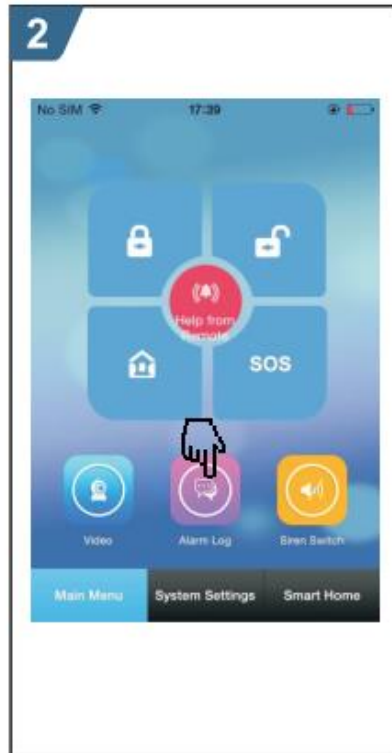 2
No SIM 17:39
Help from
Remote
SOS
Video Alarm Log Siren Switch
Main Menu System Settings Smart Home